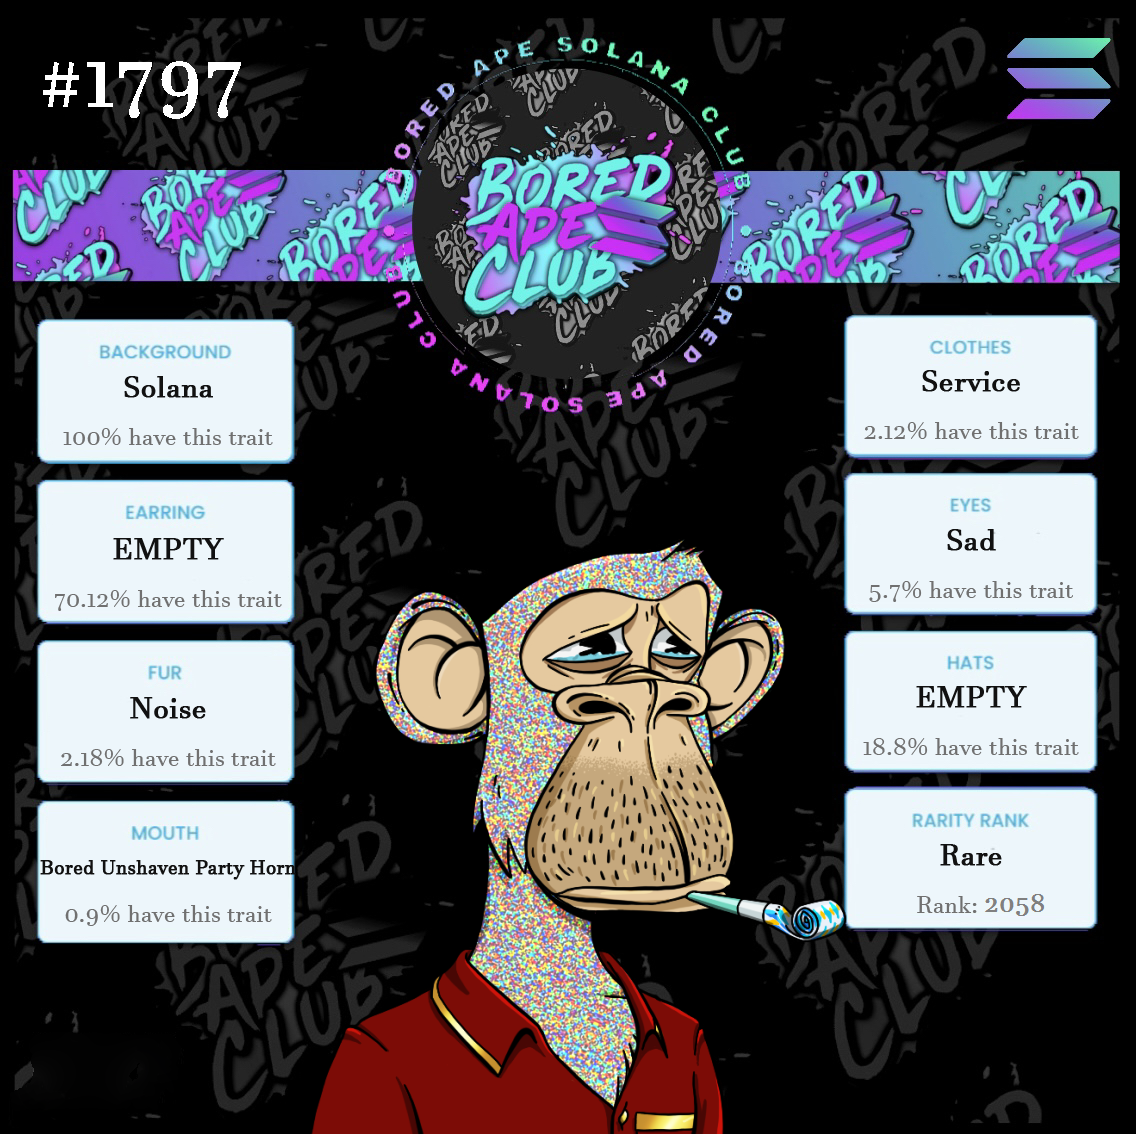 #1797
BORED APE SOLANA CLUB
BORED APE SOLANA CLUB
BORED
APE
CLUB
BACKGROUND
Solana
100% have this trait
EARRING
EMPTY
70.12% have this trait
FUR
Noise
2.18% have this trait
MOUTH
Bored Unshaven Party Horn
0.9% have this trait
CLOTHES
Service
2.12% have this trait
EYES
Sad
5.7% have this trait
HATS
EMPTY
18.8% have this trait
RARITY RANK
Rare
Rank: 2058